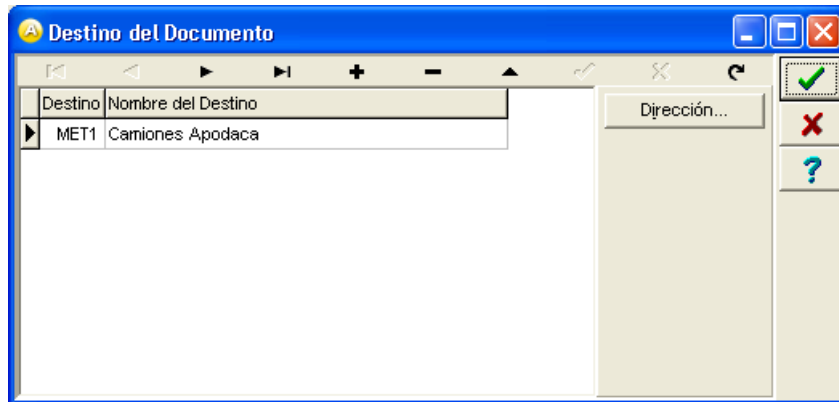 Destino del Documento
Destino Nombre del Destino
Dirección...
MET1 Camiones Apodaca